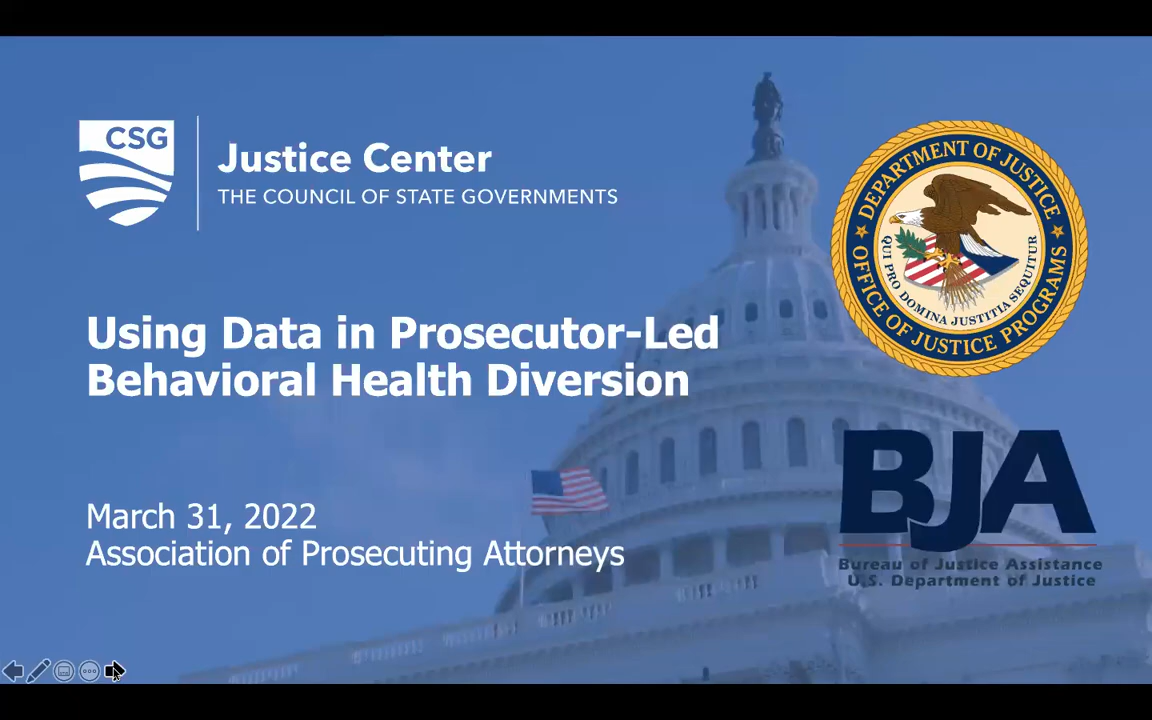 CSG
Justice Center
THE COUNCIL OF STATE GOVERNMENTS
DEPARTMENT OF JUSTICE
OFFICE OF JUSTICE PROGRAMS
QUI PRO DOMINA JUSTITIA SEQUITUR
Using Data in Prosecutor-Led
Behavioral Health Diversion
BJA
Bureau of Justice Assistance
U.S. Department of Justice
March 31, 2022
Association of Prosecuting Attorneys